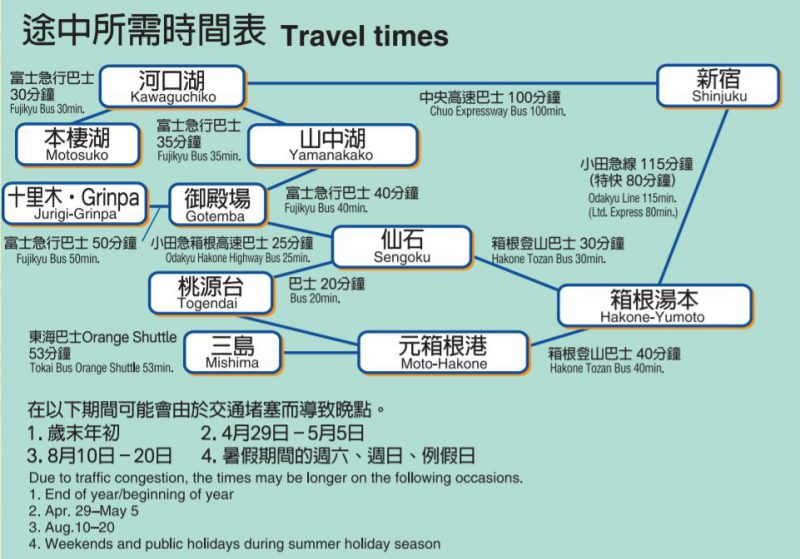 途中所需時間表 Travel times
富士急行巴士
30分鐘
Fujikyu Bus 30min.
河口湖
Kawaguchiko
新宿
Shinjuku
中央高速巴士 100分鐘
Chuo Expressway Bus 100min.
本棲湖
Motosuko
富士急行巴士
35分鐘
Fujikyu Bus 35min.
山中湖
Yamanakako
小田急線 115分鐘
(特快 80分鐘)
Odakyu Line 115min.
(Ltd. Express 80min.)
十里木・Grinpa
Jurigi-Grinpa
御殿場
Gotemba
富士急行巴士 40分鐘
Fujikyu Bus 40min.
富士急行巴士 50分鐘
Fujikyu Bus 50min.
小田急箱根高速巴士 25分鐘
Odakyu Hakone Highway Bus 25min.
仙石
Sengoku
箱根登山巴士 30分鐘
Hakone Tozan Bus 30min.
桃源台
Togendai
巴士 20分鐘
Bus 20min.
箱根湯本
Hakone-Yumoto
東海巴士Orange Shuttle
53分鐘
Tokai Bus Orange Shuttle 53min.
三島
Mishima
元箱根港
Moto-Hakone
箱根登山巴士 40分鐘
Hakone Tozan Bus 40min.
在以下期間可能會由於交通堵塞而導致晚點。
1. 歲末年初 2. 4月29日－5月5日
3. 8月10日－20日 4. 暑假期間的週六、週日、例假日
Due to traffic congestion, the times may be longer on the following occasions.
1. End of year/beginning of year
2. Apr. 29–May 5
3. Aug.10–20
4. Weekends and public holidays during summer holiday season